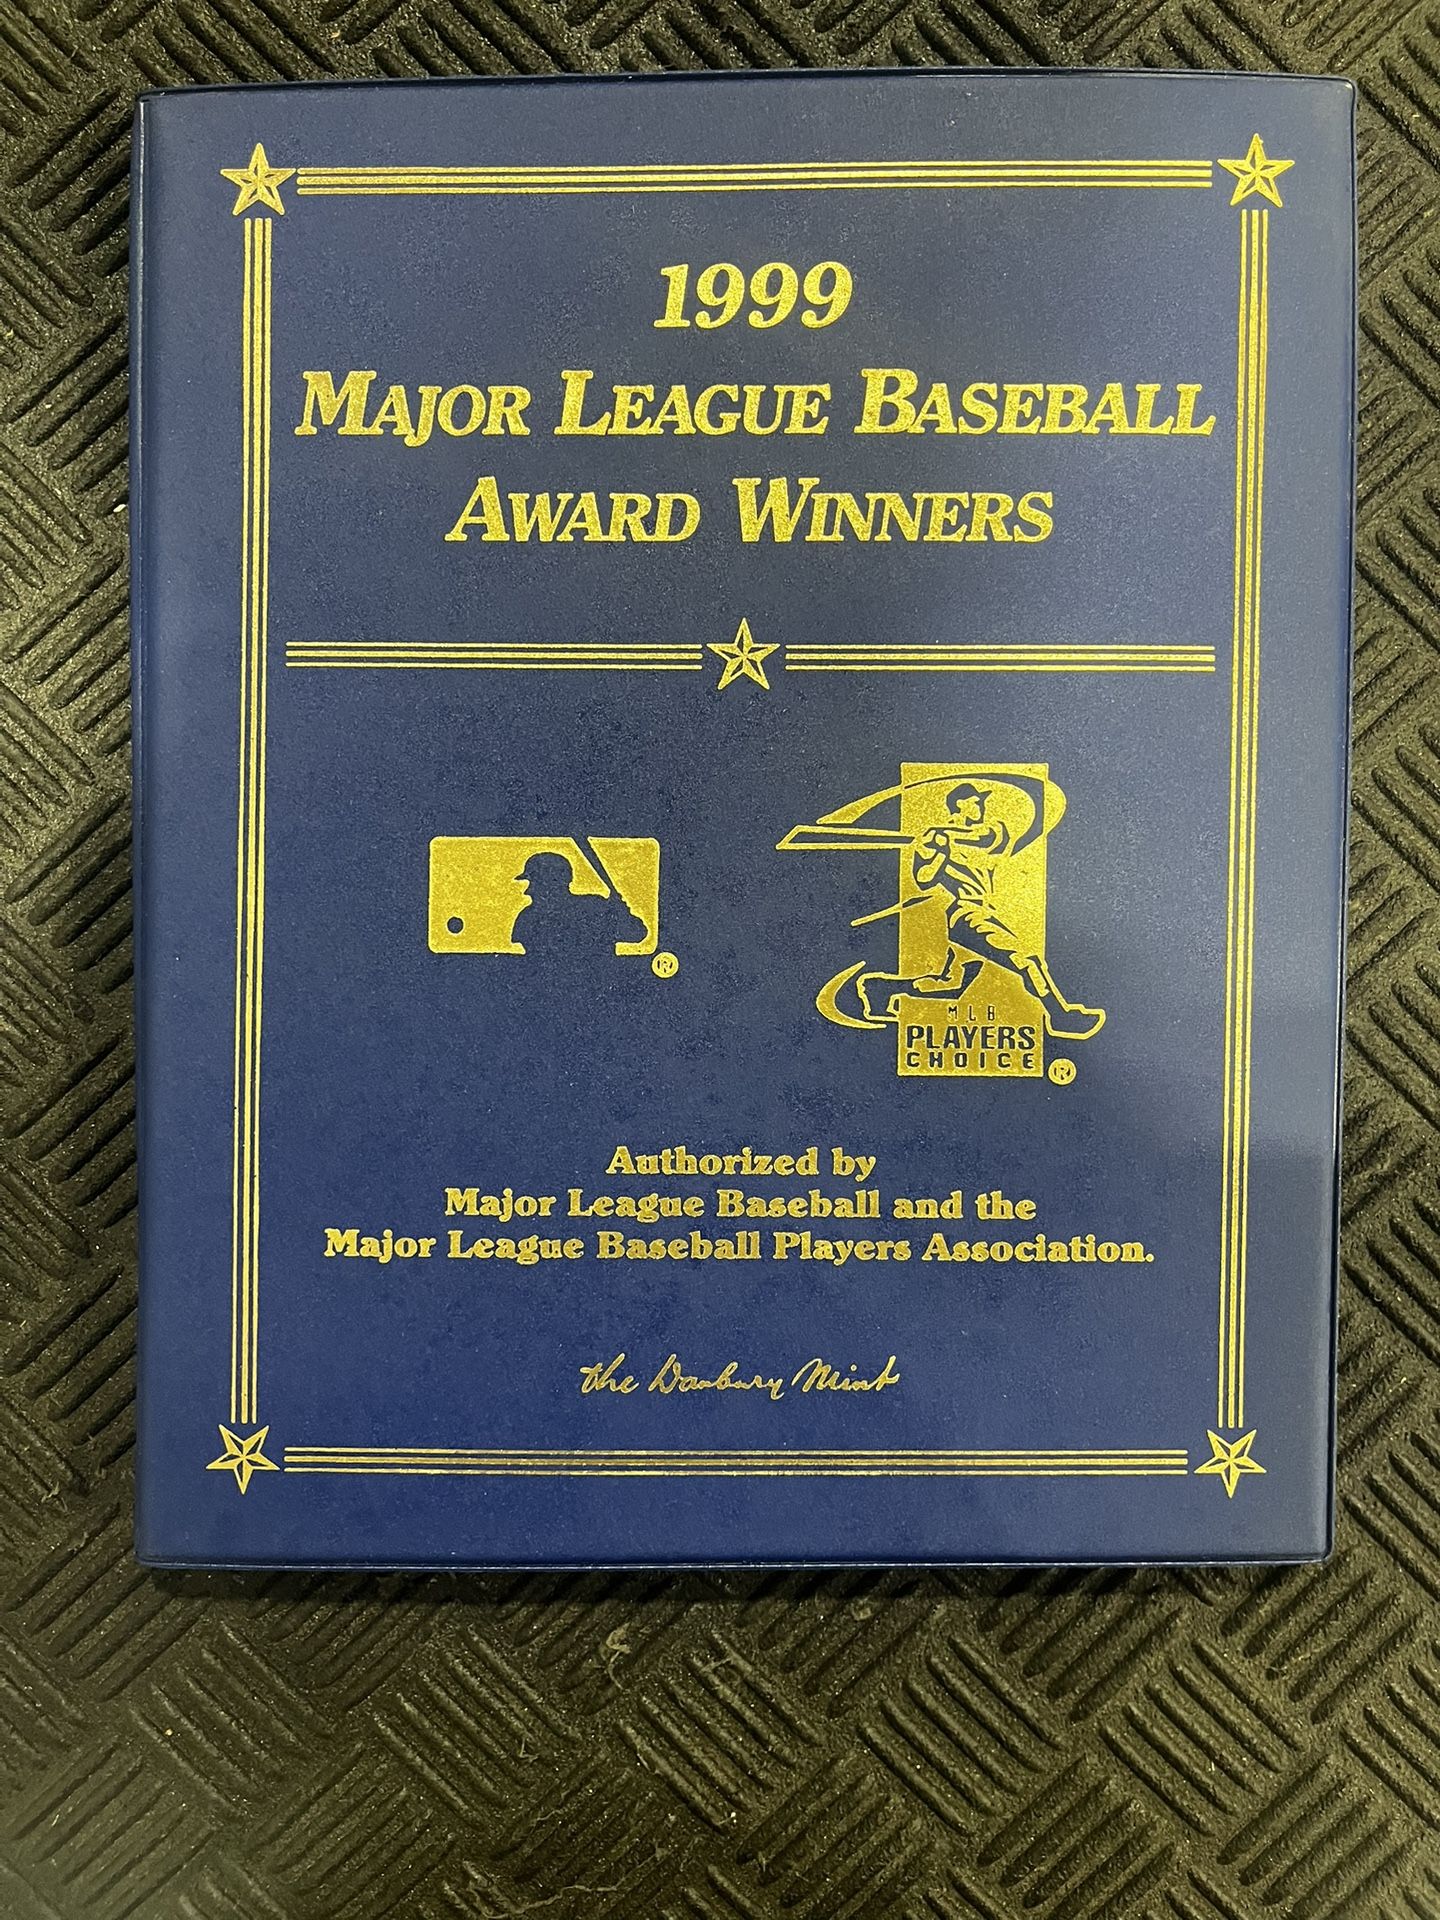 1999
MAJOR LEAGUE BASEBALL
AWARD WINNERS
®
MLB
PLAYERS
CHOICE
®
Authorized by
Major League Baseball and the
Major League Baseball Players Association.
the Danbury Mint